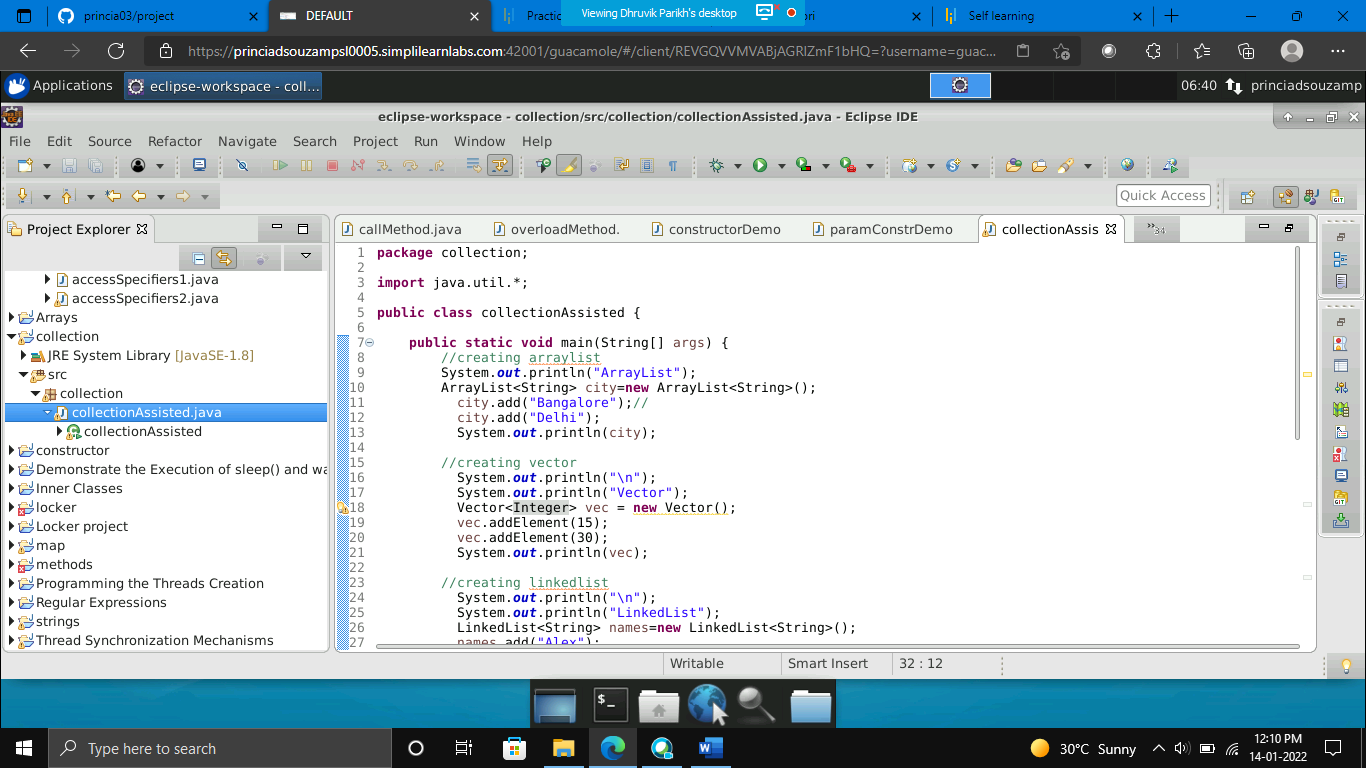 princia03/project
DEFAULT
Practic
Viewing Dhruvik Parikh's desktop
ori
Self learning
https://princiadsouzampsl0005.simplilearnlabs.com:42001/guacamole/#/client/REVGQVVMVABjAGRlZmF1bHQ=?username=guac...
Applications
eclipse-workspace - coll...
06:40
princiadsouzamp
eclipse-workspace - collection/src/collection/collectionAssisted.java - Eclipse IDE
File Edit Source Refactor Navigate Search Project Run Window Help
Quick Access
Project Explorer
callMethod.java
overloadMethod.
constructorDemo
paramConstrDemo
collectionAssis
»34
accessSpecifiers1.java
accessSpecifiers2.java
Arrays
collection
JRE System Library [JavaSE-1.8]
src
collection
collectionAssisted.java
collectionAssisted
constructor
Demonstrate the Execution of sleep() and wa
Inner Classes
locker
Locker project
map
methods
Programming the Threads Creation
Regular Expressions
strings
Thread Synchronization Mechanisms
1 package collection;
2
3 import java.util.*;
4
5 public class collectionAssisted {
6
7 public static void main(String[] args) {
8 //creating arraylist
9 System.out.println("ArrayList");
10 ArrayList<String> city=new ArrayList<String>();
11 city.add("Bangalore");//
12 city.add("Delhi");
13 System.out.println(city);
14
15 //creating vector
16 System.out.println("\n");
17 System.out.println("Vector");
18 Vector<Integer> vec = new Vector();
19 vec.addElement(15);
20 vec.addElement(30);
21 System.out.println(vec);
22
23 //creating linkedlist
24 System.out.println("\n");
25 System.out.println("LinkedList");
26 LinkedList<String> names=new LinkedList<String>();
27 names.add("Alex");
Writable
Smart Insert
32 : 12
Type here to search
30°C Sunny
12:10 PM
14-01-2022